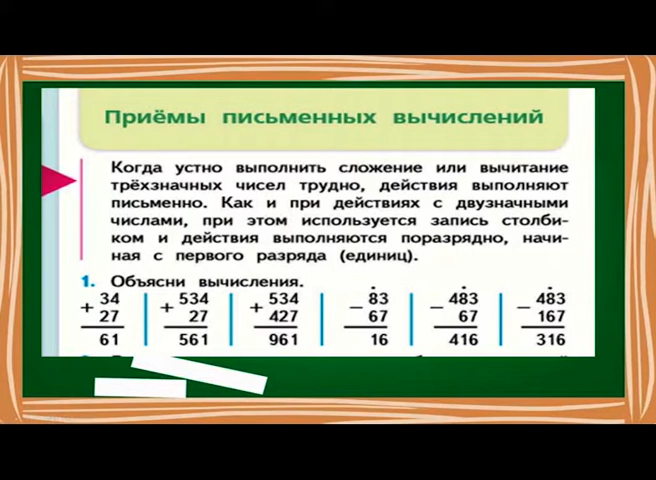 Приёмы письменных вычислений
Когда устно выполнить сложение или вычитание
трёхзначных чисел трудно, действия выполняют
письменно. Как и при действиях с двузначными
числами, при этом используется запись столби-
ком и действия выполняются поразрядно, начи-
ная с первого разряда (единиц).
1. Объясни вычисления.
+ 34 + 534 + 534 − 83 − 483 − 483
27 27 427 67 67 167
61 561 961 16 416 316